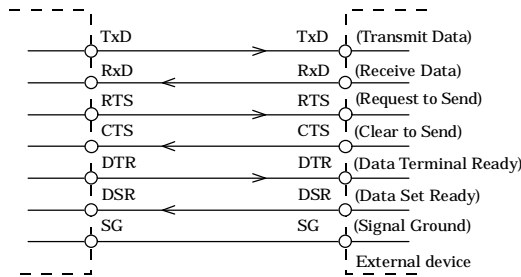 TxD TxD (Transmit Data)
RxD RxD (Receive Data)
RTS RTS (Request to Send)
CTS CTS (Clear to Send)
DTR DTR (Data Terminal Ready)
DSR DSR (Data Set Ready)
SG SG (Signal Ground)
External device